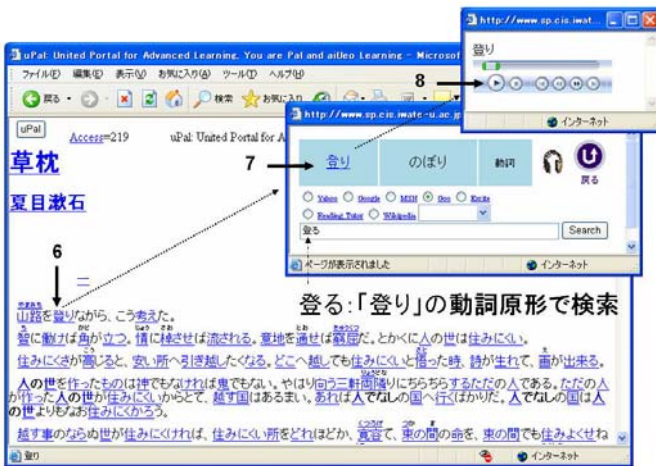 http://www.sp.cis.iwat...
登り
8
インターネット
uPal: United Portal for Advanced Learning, You are Pal and aiUeo Learning - Microsof
ファイル(F) 編集(E) 表示(V) お気に入り(A) ツール(T) ヘルプ(H)
戻る 検索 お気に入り
http://www.sp.cis.iwate-u.ac.jp
uPal Access=219 uPal: United Portal for A
7
登り のぼり 動詞
戻る
Yahoo Google MSN Goo Excite
Reading Tutor Wikipedia
登る Search
ページが表示されました インターネット
草枕
夏目漱石
6
一
登る:「登り」の動詞原形で検索
山路を登りながら、こう考えた。
智に働けば角が立つ。情に棹させば流される。意地を通せば窮屈だ。とかくに人の世は住みにくい。
住みにくさが高じると、安い所へ引き越したくなる。どこへ越しても住みにくいと悟った時、詩が生れて、画が出来る。
人の世を作ったものは神でもなければ鬼でもない。やはり向う三軒両隣りにちらちらするただの人である。ただの人
が作った人の世が住みにくいからとて、越す国はあるまい。あれば人でなしの国へ行くばかりだ。人でなしの国は人
の世よりもなお住みにくかろう。
越す事のならぬ世が住みにくければ、住みにくい所をどれほどか、寛容て、束の間の命を、束の間でも住みよくせね
登り インターネット